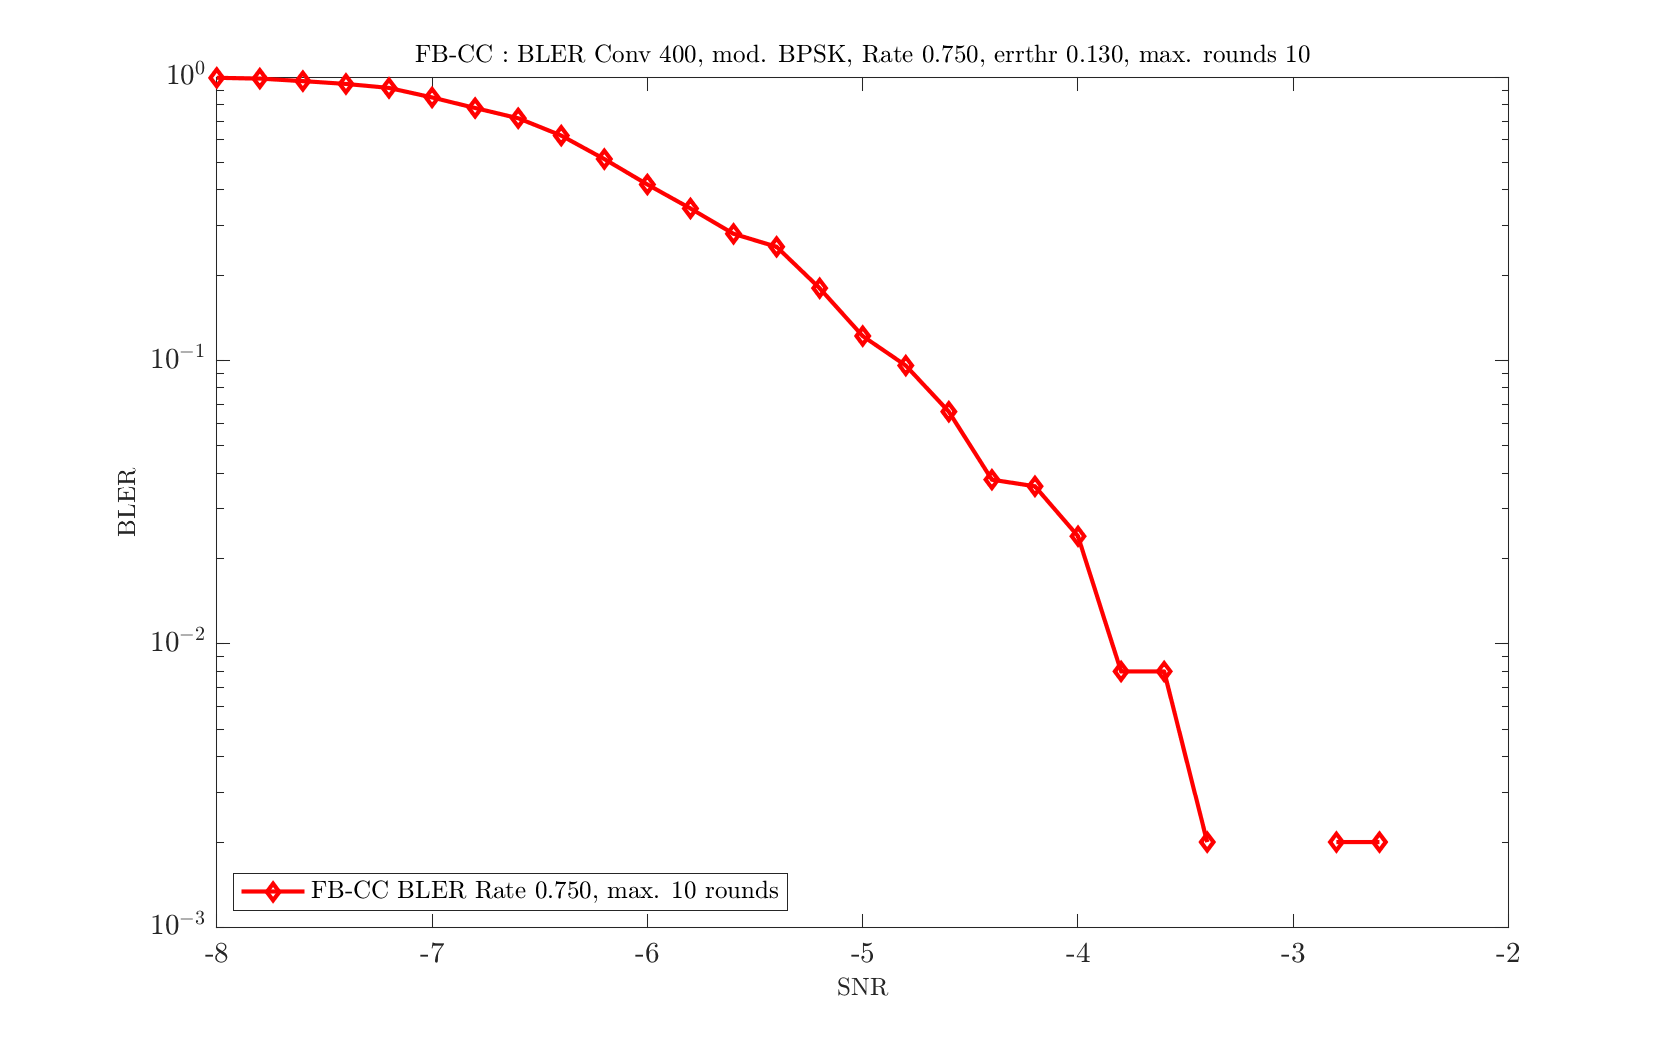 FB-CC : BLER Conv 400, mod. BPSK, Rate 0.750, errthr 0.130, max. rounds 10
10^0
10^-1
10^-2
10^-3
BLER
FB-CC BLER Rate 0.750, max. 10 rounds
-8 -7 -6 -5 -4 -3 -2
SNR